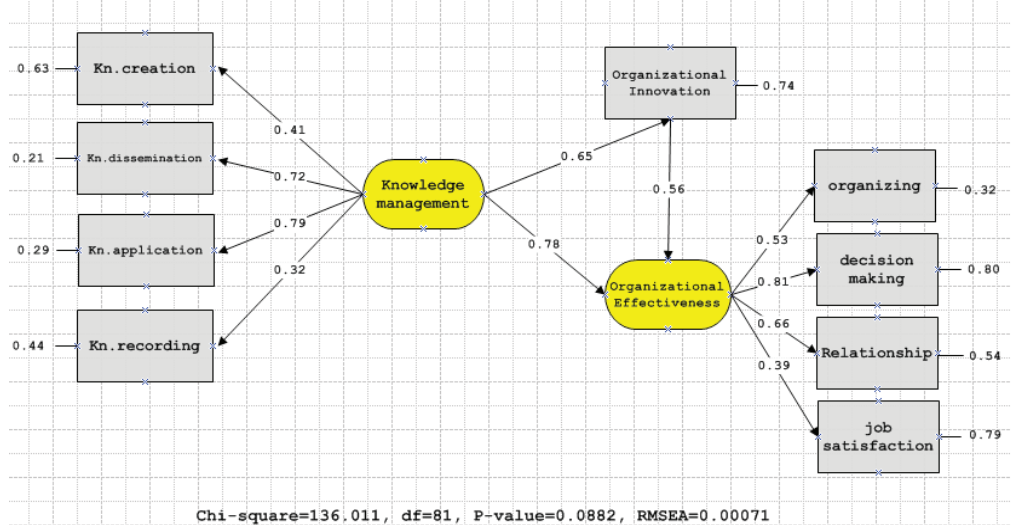 0.63
Kn.creation
0.41
0.21
Kn.dissemination
0.72
0.29
Kn.application
0.79
0.44
Kn.recording
0.32
Knowledge
management
0.65
0.78
Organizational
Innovation
0.74
0.56
Organizational
Effectiveness
0.53
organizing
0.32
0.81
decision
making
0.80
0.66
Relationship
0.54
0.39
job
satisfaction
0.79
Chi-square=136.011, df=81, P-value=0.0882, RMSEA=0.00071